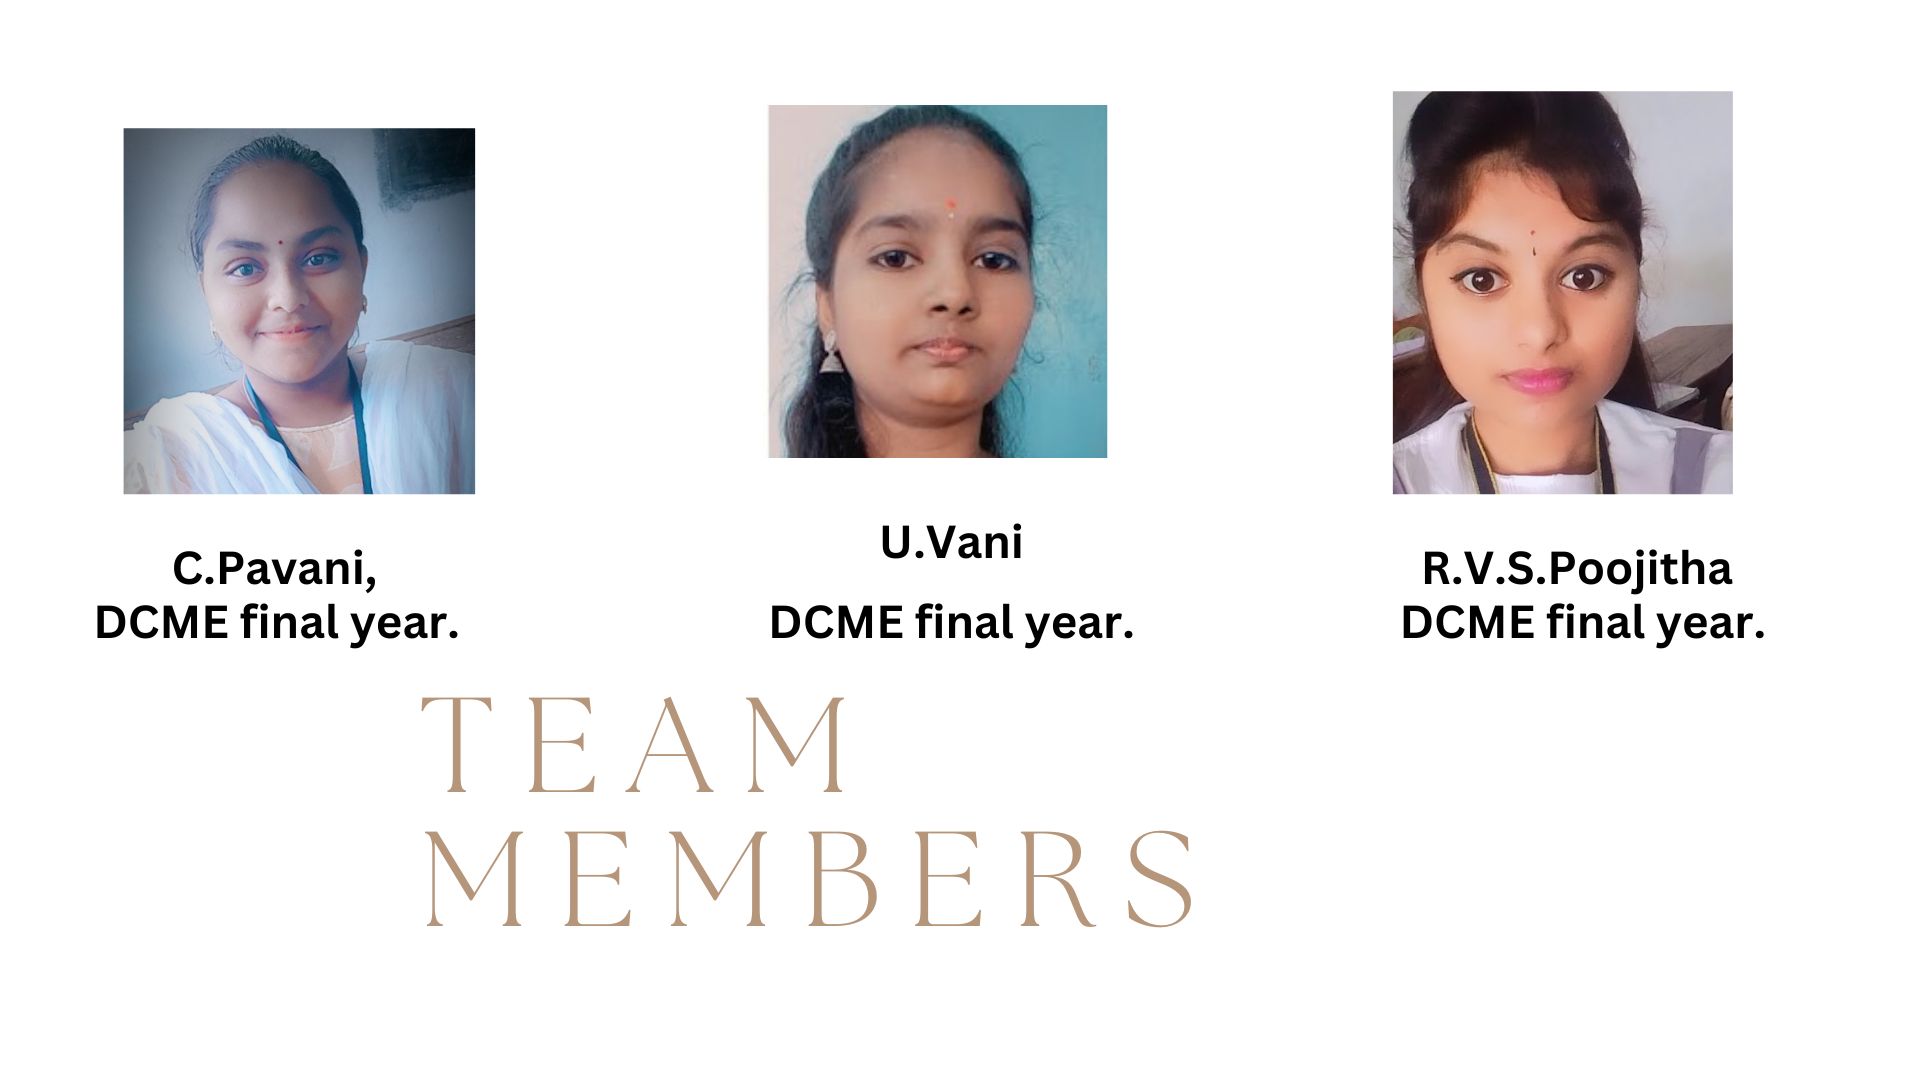 C.Pavani,
DCME final year.
U.Vani
DCME final year.
R.V.S.Poojitha
DCME final year.
TEAM
MEMBERS